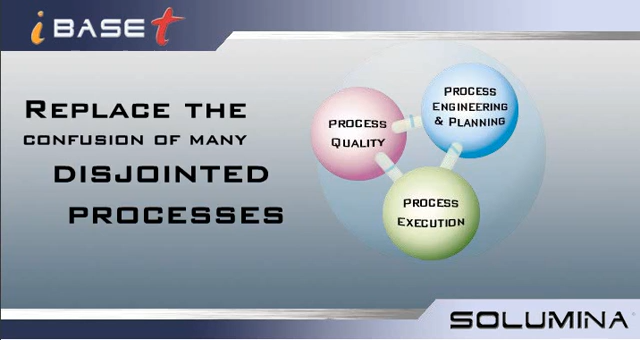 iBASEt
REPLACE THE
CONFUSION OF MANY
DISJOINTED
PROCESSES
PROCESS
QUALITY
PROCESS
ENGINEERING
& PLANNING
PROCESS
EXECUTION
SOLUMINA